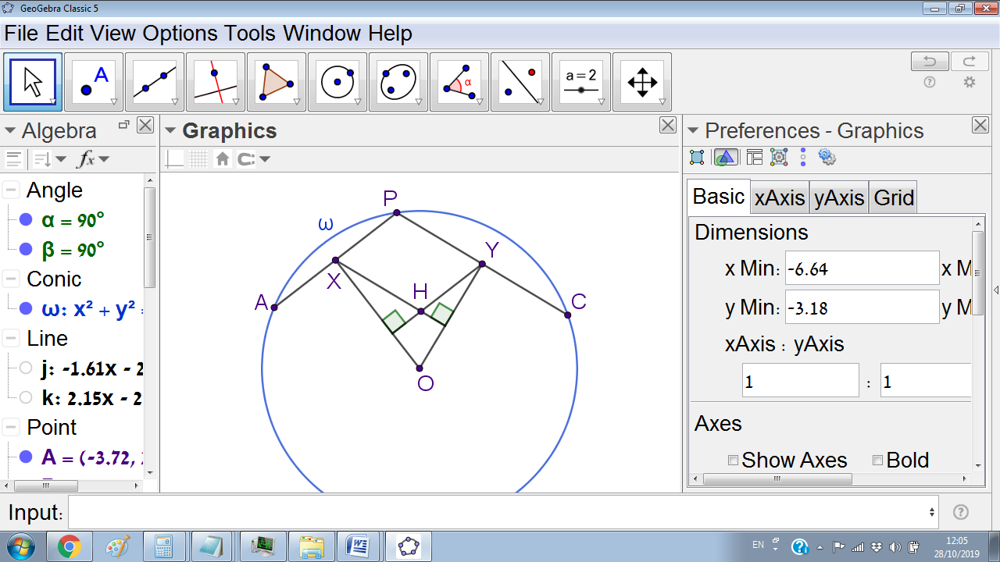 GeoGebra Classic 5
File Edit View Options Tools Window Help
A
α
a = 2
Algebra
Graphics
Preferences - Graphics
fx
Basic xAxis yAxis Grid
Angle
α = 90°
β = 90°
Conic
ω: x² + y²
Line
j: -1.61x - 2
k: 2.15x - 2
Point
A = (-3.72,
P
ω
X
Y
H
A
C
O
Dimensions
x Min: -6.64 x M
y Min: -3.18 y M
xAxis : yAxis
1 : 1
Axes
Show Axes Bold
Input:
EN
12:05
28/10/2019